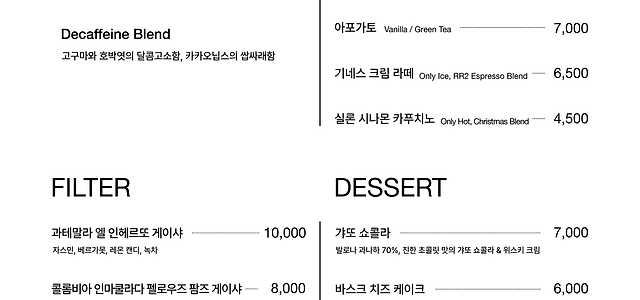 Decaffeine Blend
고구마와 호박엿의 달콤고소함, 카카오닙스의 쌉싸래함
아포가토 Vanilla / Green Tea 7,000
기네스 크림 라떼 Only Ice, RR2 Espresso Blend 6,500
실론 시나몬 카푸치노 Only Hot, Christmas Blend 4,500
FILTER
과테말라 엘 인헤르또 게이샤 10,000
자스민, 베르가못, 레몬 캔디, 녹차
콜롬비아 인마쿨라다 펠로우즈 팜즈 게이샤 8,000
DESSERT
갸또 쇼콜라 7,000
발로나 과나하 70%, 진한 초콜릿 맛의 갸또 쇼콜라 & 위스키 크림
바스크 치즈 케이크 6,000